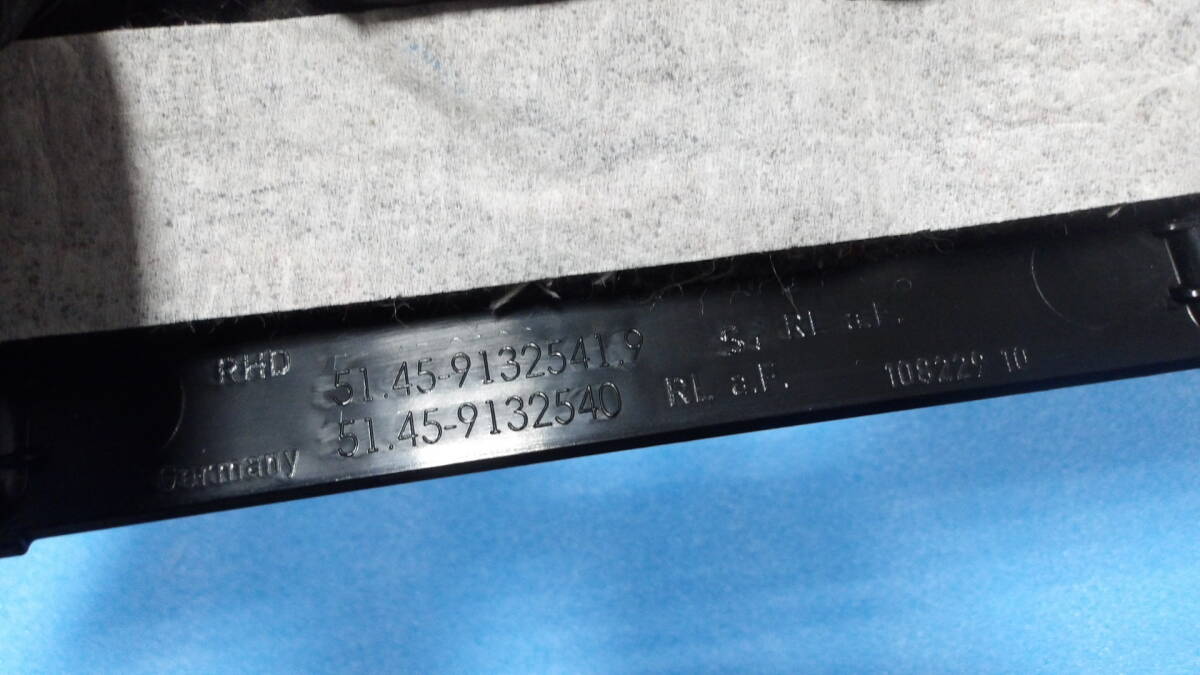 RHD 51.45-9132541.9 S. RL a.F.
51.45-9132540 RL a.F. 108229 10
Germany